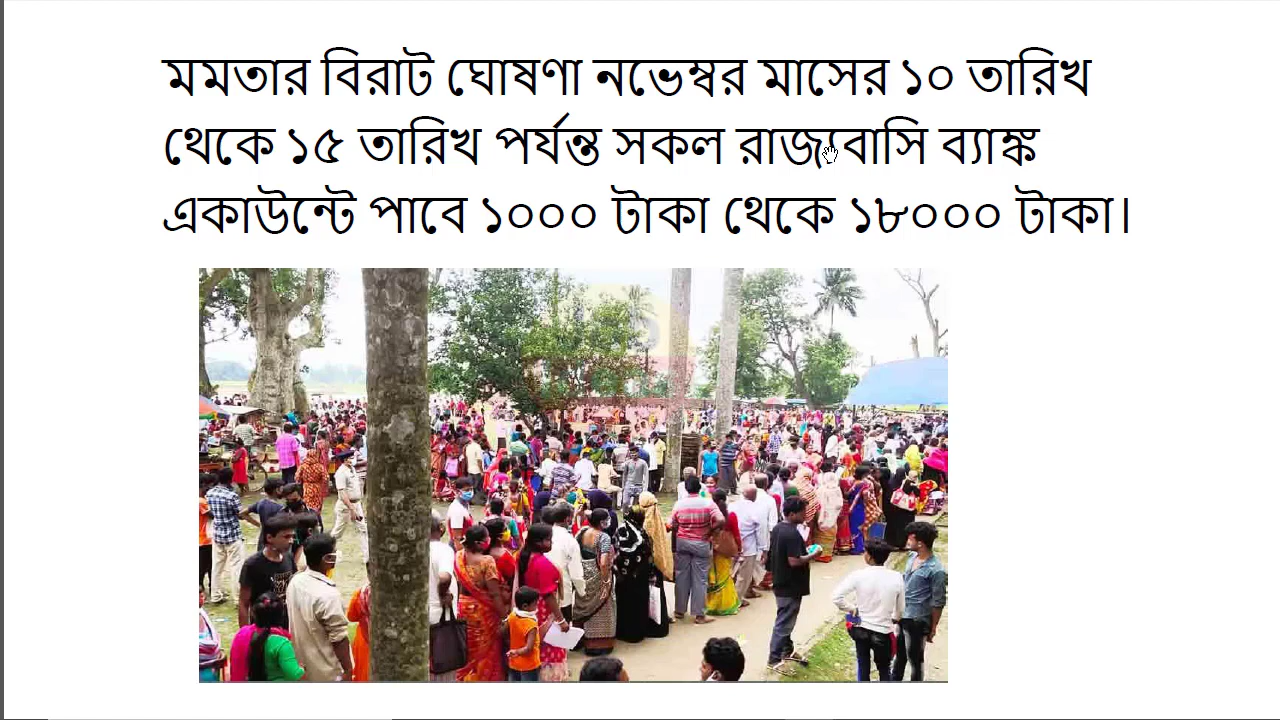 মমতার বিরাট ঘোষণা নভেম্বর মাসের ১০ তারিখ
থেকে ১৫ তারিখ পর্যন্ত সকল রাজ্যবাসি ব্যাঙ্ক
একাউন্টে পাবে ১০০০ টাকা থেকে ১৮০০০ টাকা।